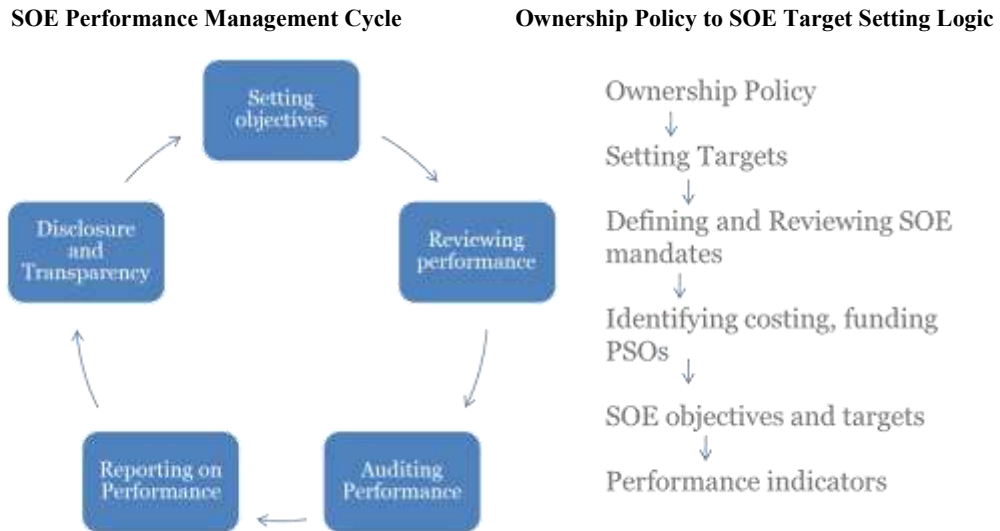 SOE Performance Management Cycle
Setting
objectives
Reviewing
performance
Auditing
Performance
Reporting on
Performance
Disclosure
and
Transparency
Ownership Policy to SOE Target Setting Logic
Ownership Policy
Setting Targets
Defining and Reviewing SOE
mandates
Identifying costing, funding
PSOs
SOE objectives and targets
Performance indicators